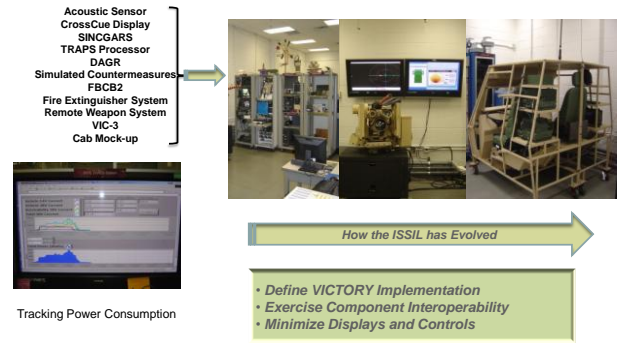 Acoustic Sensor
CrossCue Display
SINCGARS
TRAPS Processor
DAGR
Simulated Countermeasures
FBCB2
Fire Extinguisher System
Remote Weapon System
VIC-3
Cab Mock-up
Tracking Power Consumption
How the ISSIL has Evolved
• Define VICTORY Implementation
• Exercise Component Interoperability
• Minimize Displays and Controls